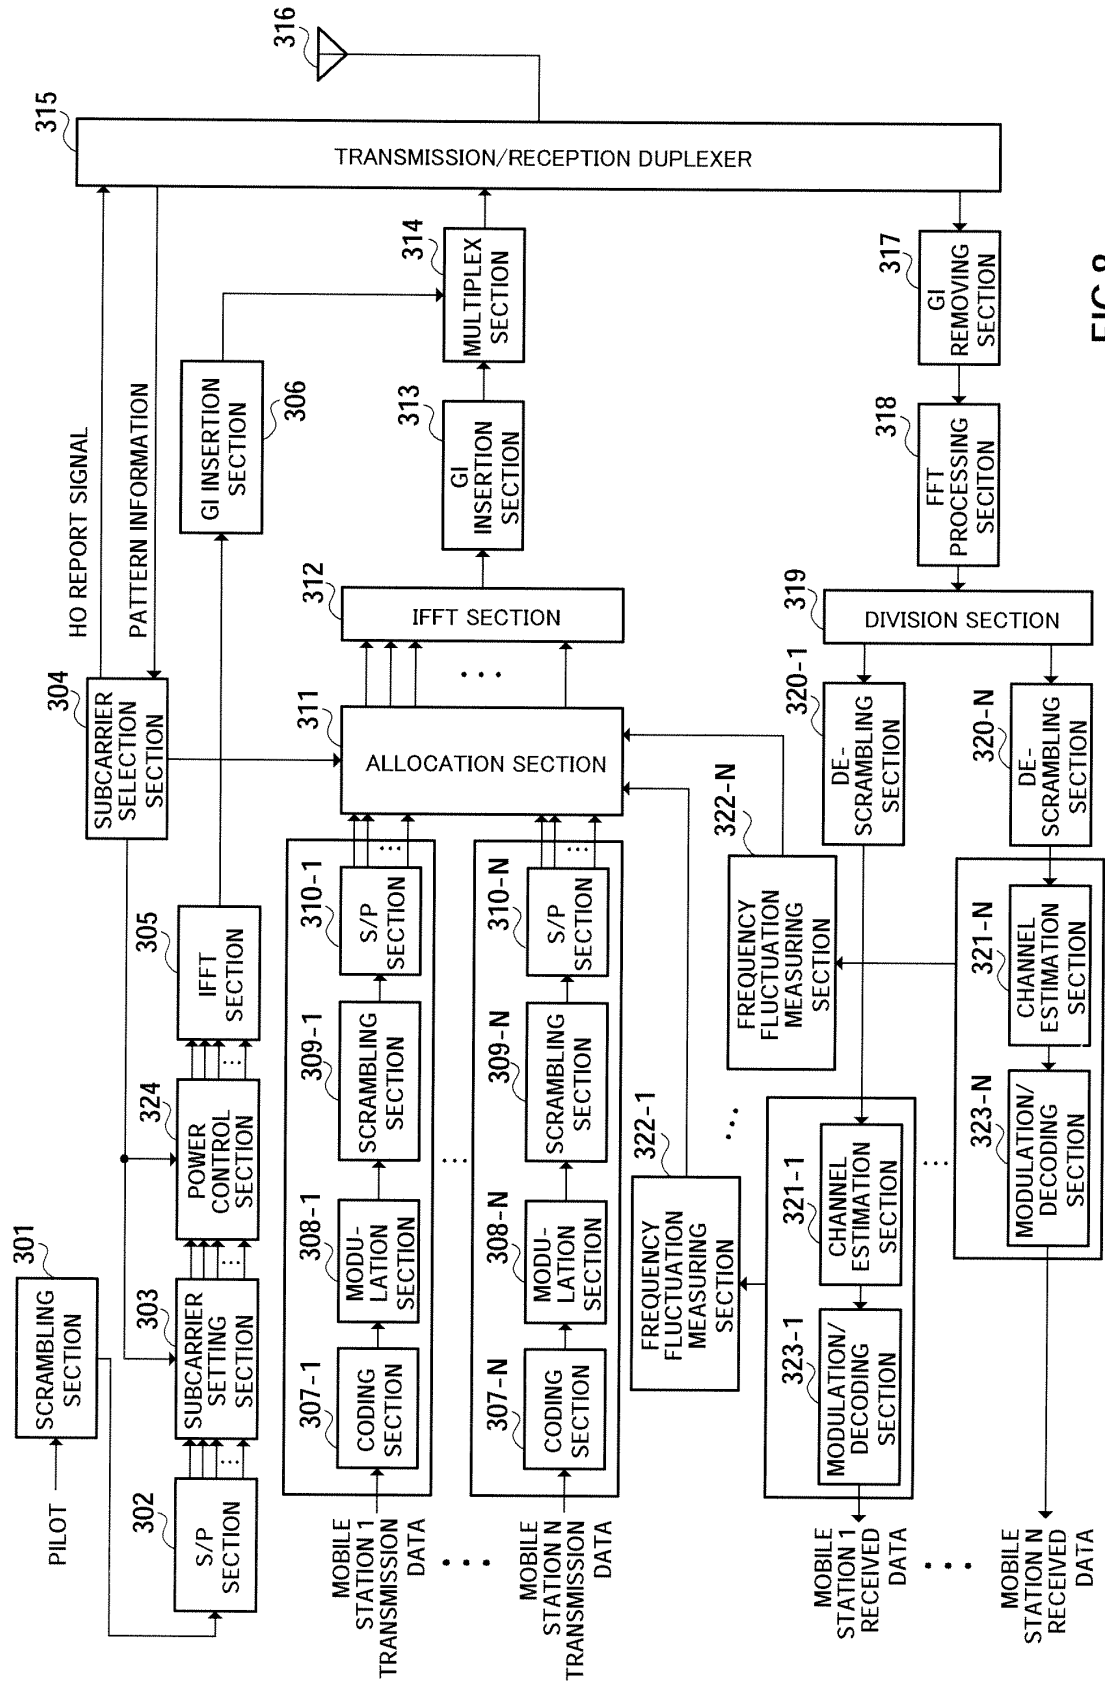 PILOT
SCRAMBLING
SECTION
301
302
S/P
SECTION
303
SUBCARRIER
SETTING
SECTION
324
POWER
CONTROL
SECTION
305
IFFT
SECTION
304
SUBCARRIER
SELECTION
SECTION
HO REPORT SIGNAL
PATTERN INFORMATION
GI INSERTION
SECTION
306
315
TRANSMISSION/RECEPTION DUPLEXER
316
MOBILE
STATION 1
TRANSMISSION
DATA
307-1
CODING
SECTION
308-1
MODU-
LATION
SECTION
309-1
SCRAMBLING
SECTION
310-1
S/P
SECTION
311
ALLOCATION SECTION
312
IFFT SECTION
313
GI
INSERTION
SECTION
314
MULTIPLEX
SECTION
MOBILE
STATION N
TRANSMISSION
DATA
307-N
CODING
SECTION
308-N
MODU-
LATION
SECTION
309-N
SCRAMBLING
SECTION
310-N
S/P
SECTION
322-1
FREQUENCY
FLUCTUATION
MEASURING
SECTION
322-N
FREQUENCY
FLUCTUATION
MEASURING
SECTION
317
GI
REMOVING
SECTION
318
FFT
PROCESSING
SECITON
319
DIVISION SECTION
320-1
DE-
SCRAMBLING
SECTION
320-N
DE-
SCRAMBLING
SECTION
321-1
CHANNEL
ESTIMATION
SECTION
323-1
MODULATION/
DECODING
SECTION
MOBILE
STATION 1
RECEIVED
DATA
321-N
CHANNEL
ESTIMATION
SECTION
323-N
MODULATION/
DECODING
SECTION
MOBILE
STATION N
RECEIVED
DATA